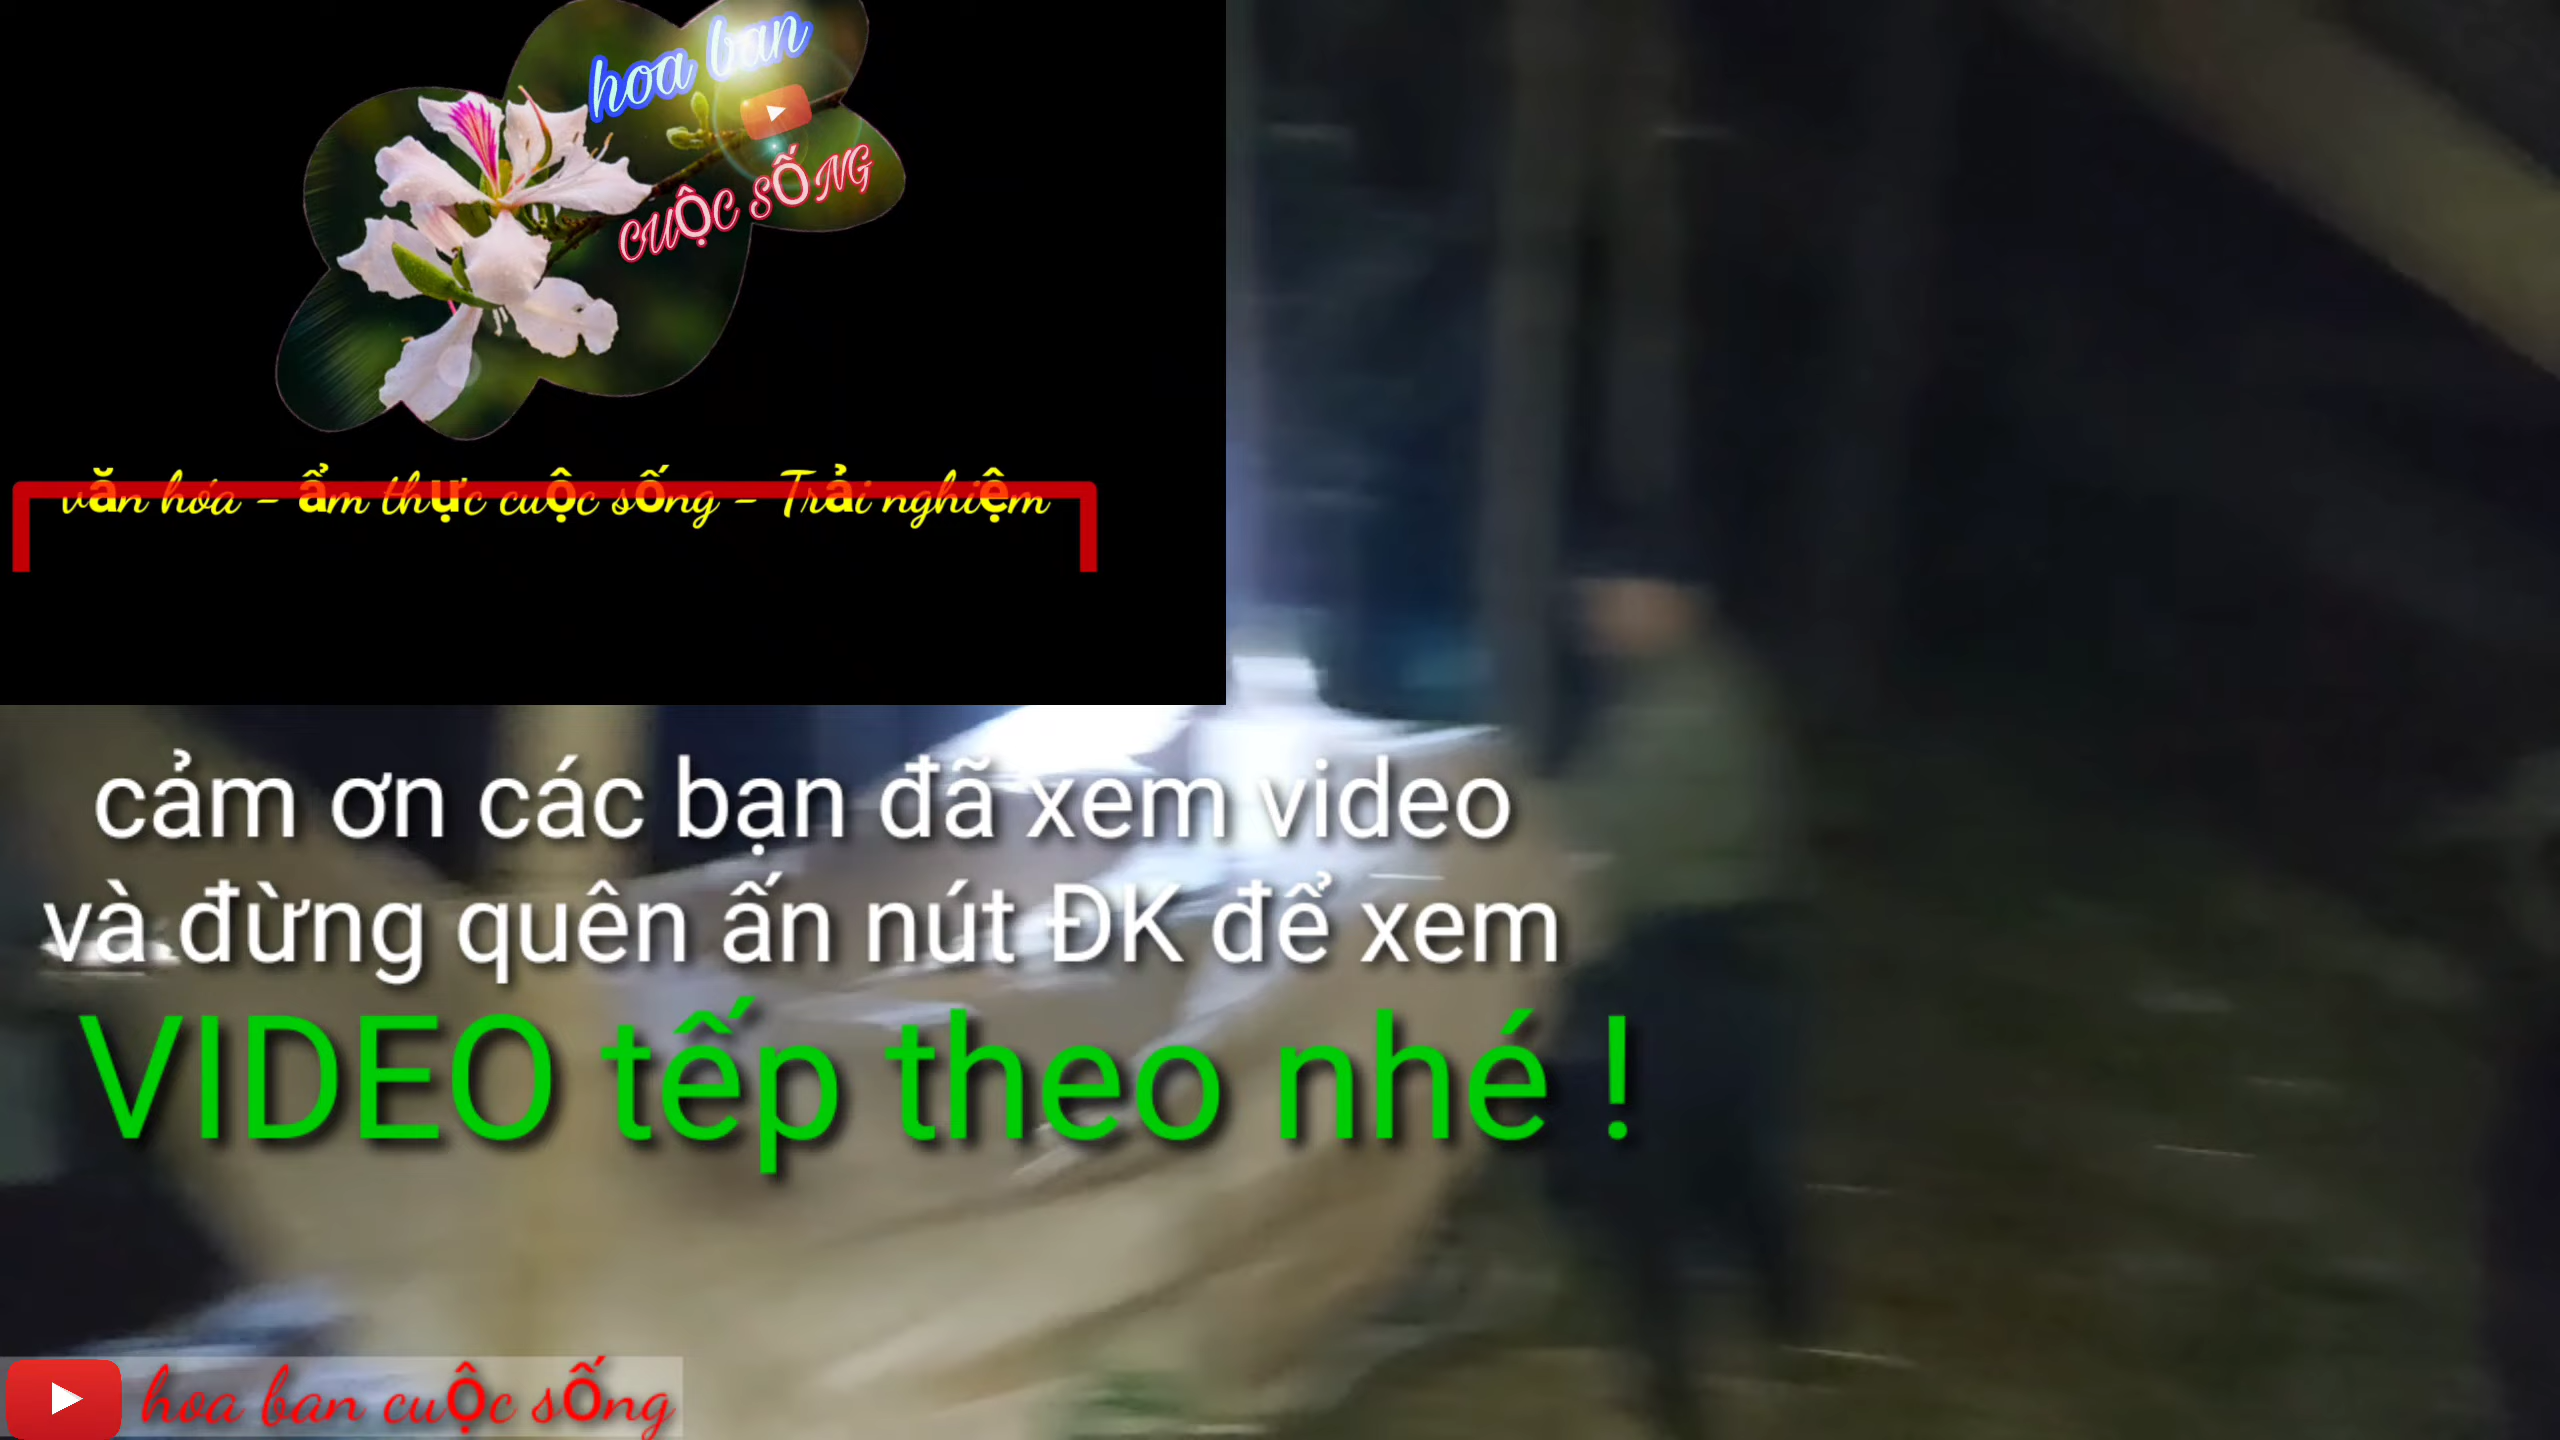 hoa ban
CUỘC SỐNG
văn hóa - ẩm thực cuộc sống - Trải nghiệm
cảm ơn các bạn đã xem video
và đừng quên ấn nút ĐK để xem
VIDEO tếp theo nhé !
hoa ban cuộc sống